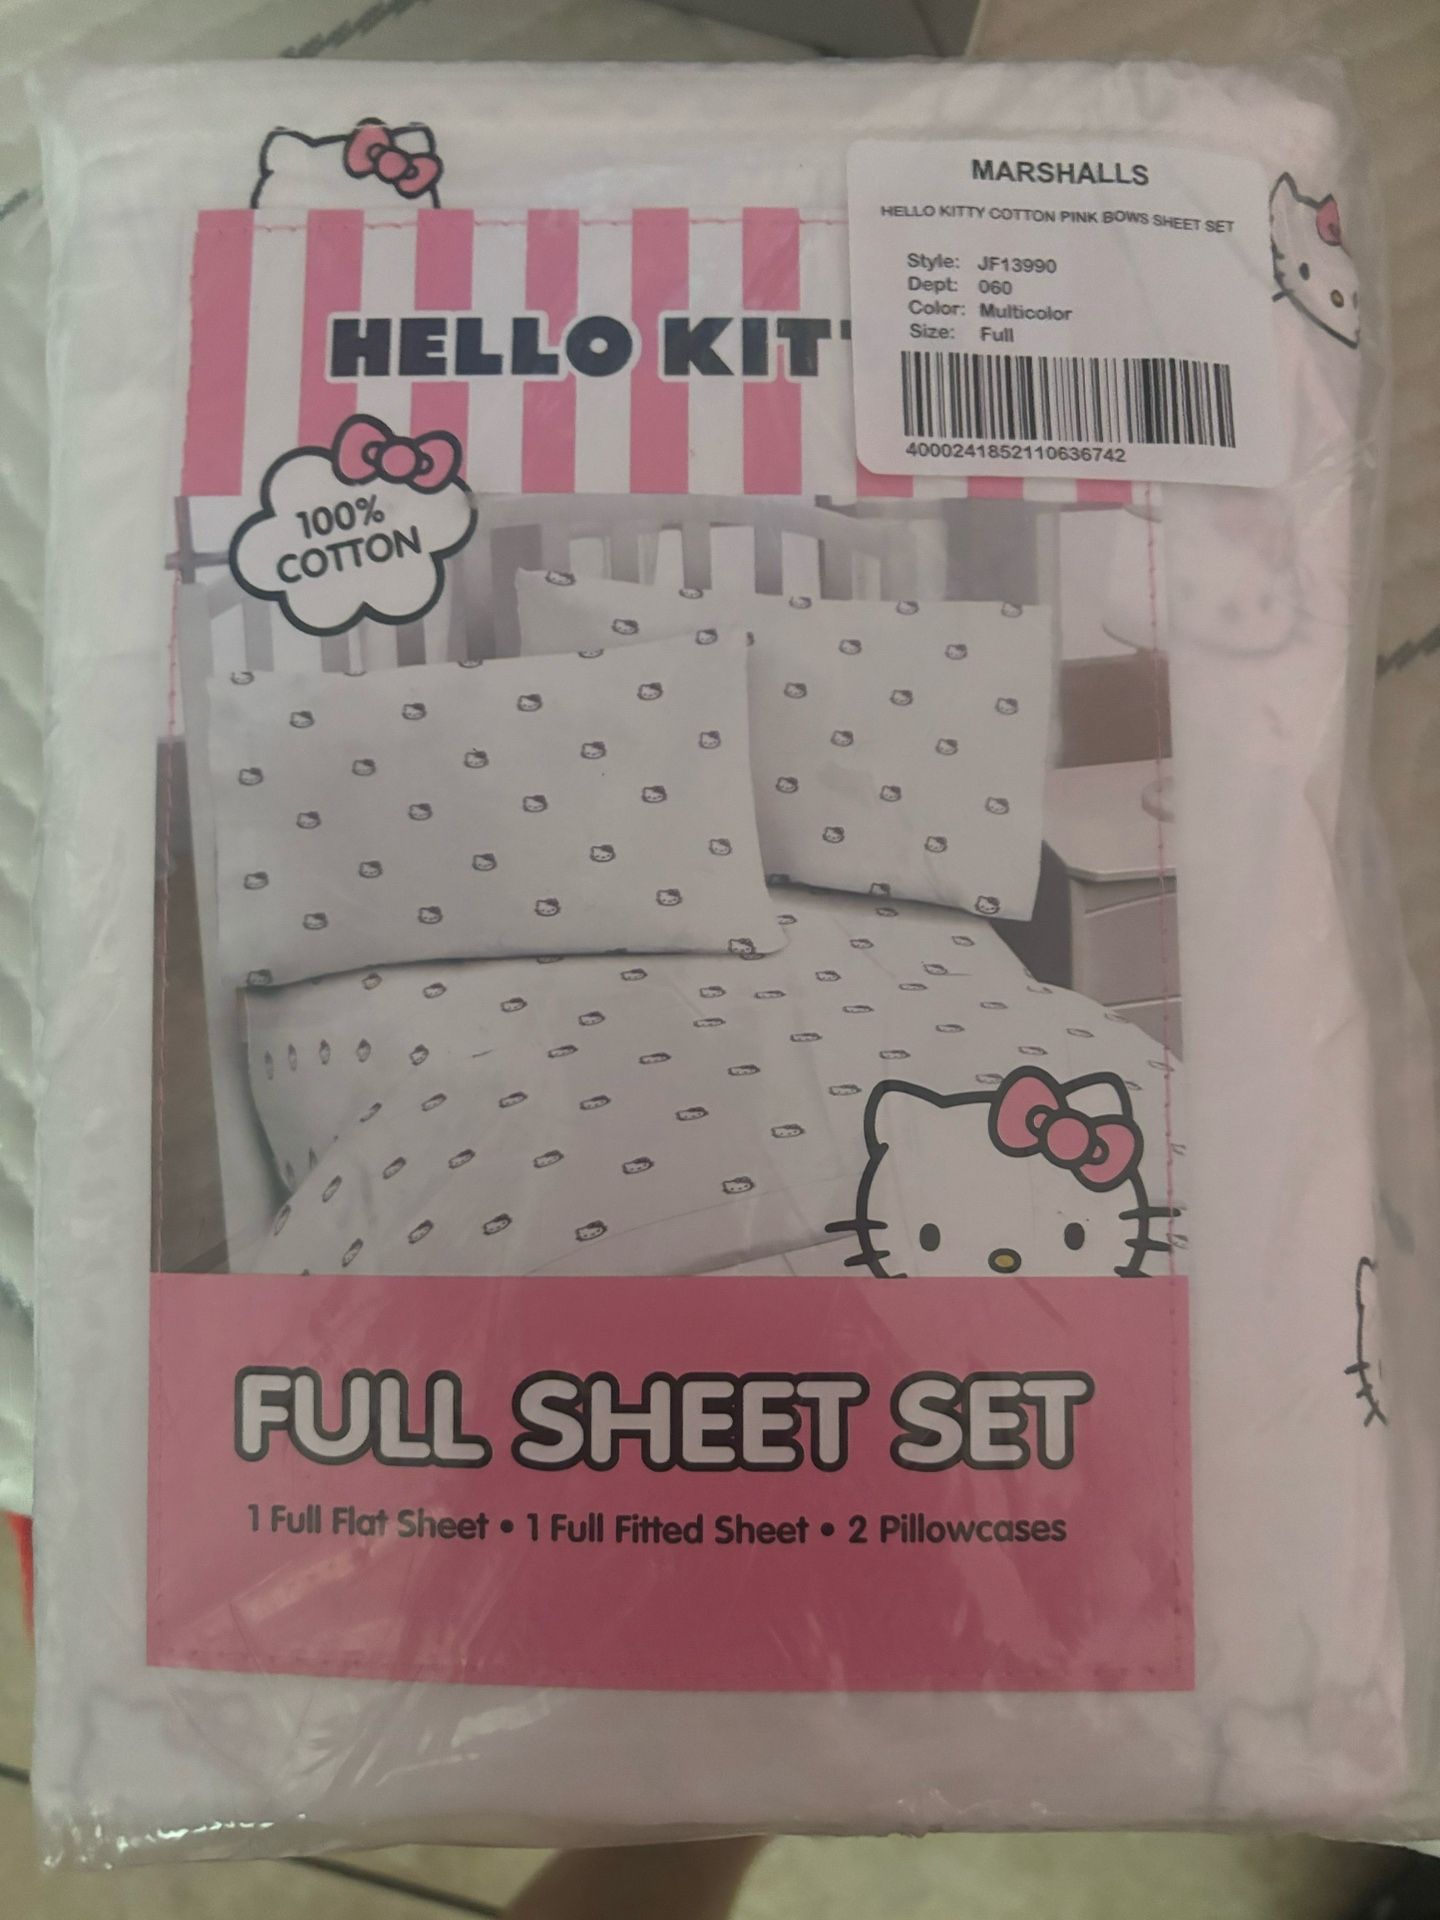 MARSHALLS
HELLO KITTY COTTON PINK BOWS SHEET SET
Style: JF13990
Dept: 060
Color: Multicolor
Size: Full
4000241852110636742
HELLO KIT
100%
COTTON
FULL SHEET SET
1 Full Flat Sheet • 1 Full Fitted Sheet • 2 Pillowcases